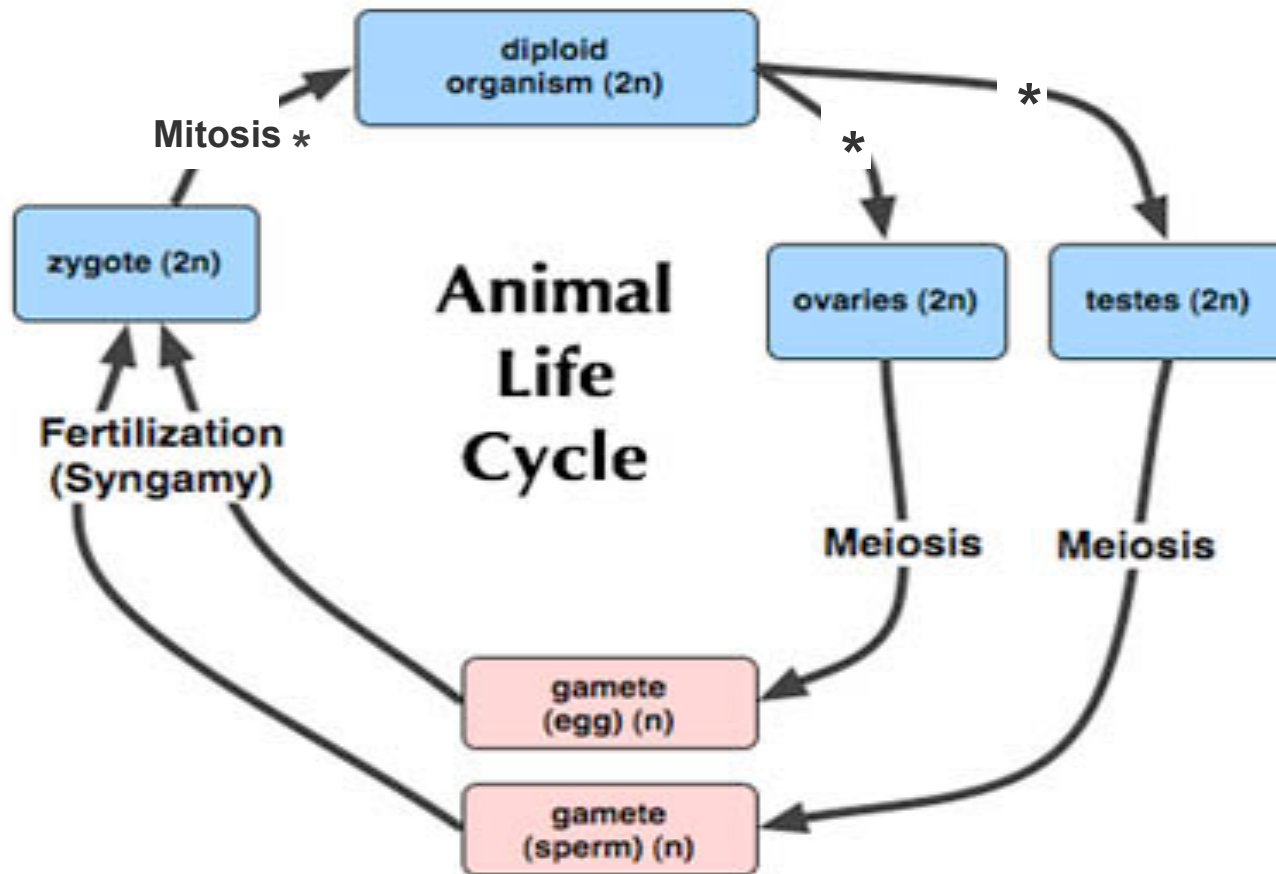 diploid
organism (2n)
*
Mitosis *
*
zygote (2n)
Animal
Life
Cycle
ovaries (2n)
testes (2n)
Fertilization
(Syngamy)
Meiosis
Meiosis
gamete
(egg) (n)
gamete
(sperm) (n)